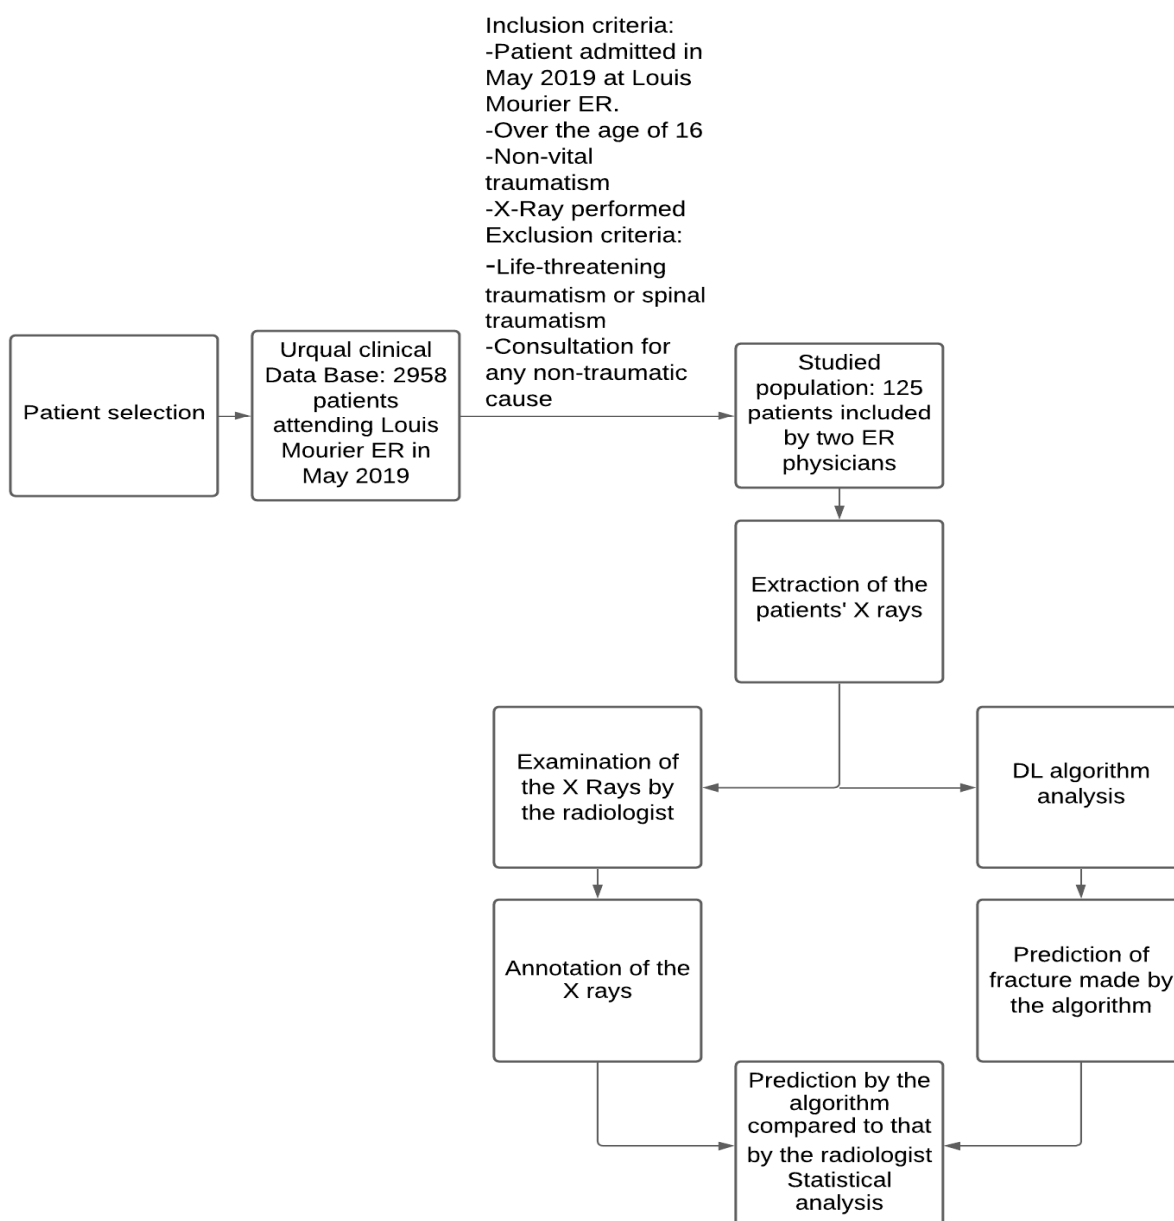 Inclusion criteria:
-Patient admitted in
May 2019 at Louis
Mourier ER.
-Over the age of 16
-Non-vital
traumatism
-X-Ray performed
Exclusion criteria:
-Life-threatening
traumatism or spinal
traumatism
-Consultation for
any non-traumatic
cause
Patient selection
Urqual clinical
Data Base: 2958
patients
attending Louis
Mourier ER in
May 2019
Studied
population: 125
patients included
by two ER
physicians
Extraction of the
patients' X rays
Examination of
the X Rays by
the radiologist
DL algorithm
analysis
Annotation of the
X rays
Prediction of
fracture made by
the algorithm
Prediction by the
algorithm
compared to that
by the radiologist
Statistical
analysis